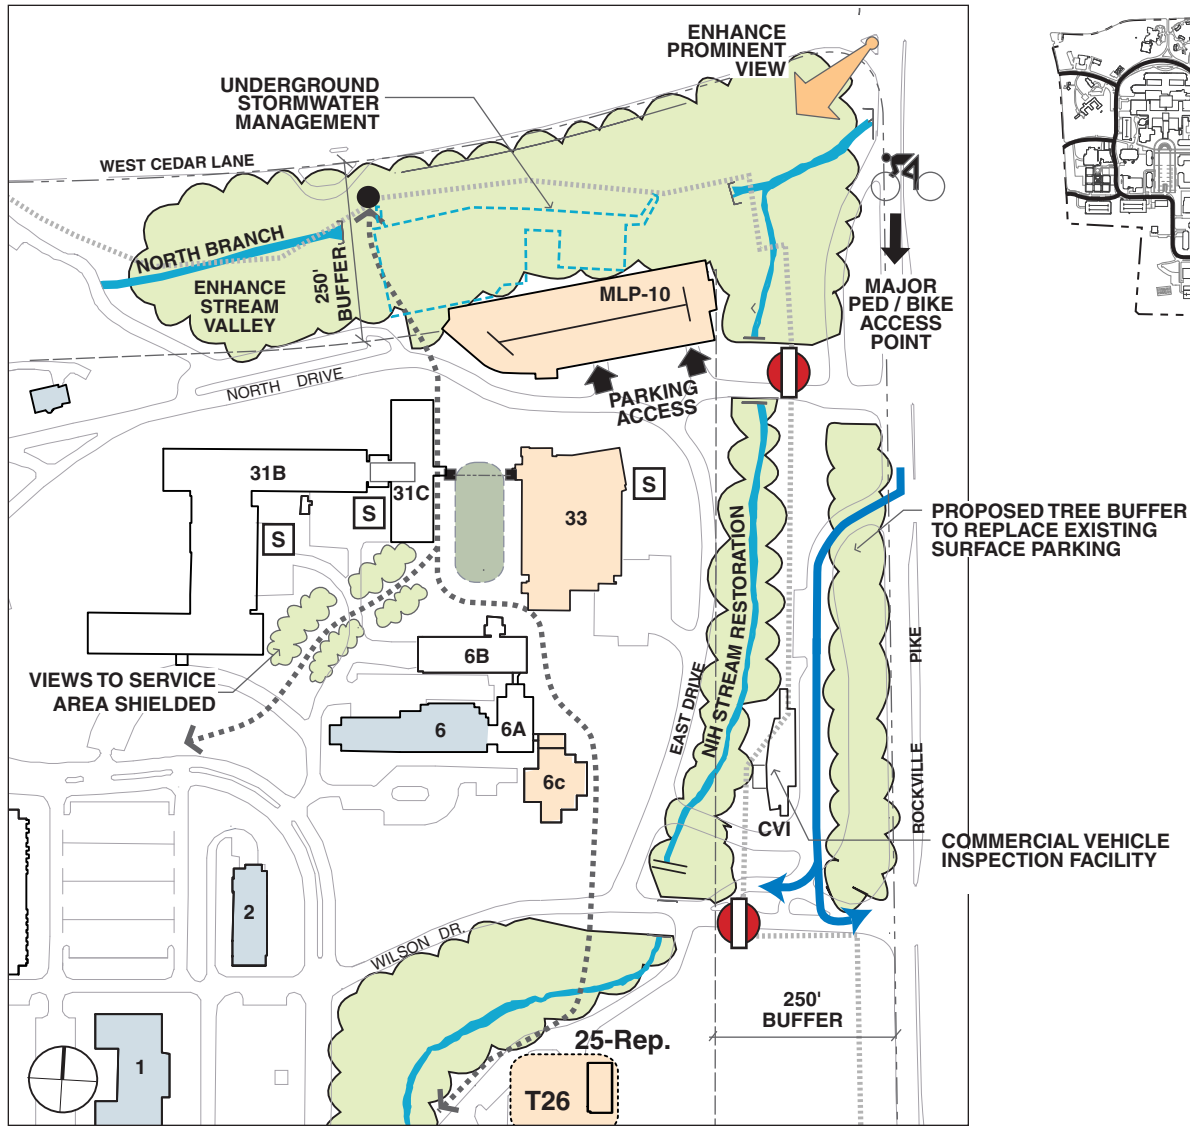 ENHANCE
PROMINENT
VIEW
UNDERGROUND
STORMWATER
MANAGEMENT
WEST CEDAR LANE
NORTH BRANCH
ENHANCE
STREAM
VALLEY
250'
BUFFER
MLP-10
MAJOR
PED / BIKE
ACCESS
POINT
NORTH DRIVE
PARKING
ACCESS
31B
31C
S
S
S
33
PROPOSED TREE BUFFER
TO REPLACE EXISTING
SURFACE PARKING
NIH STREAM RESTORATION
EAST DRIVE
ROCKVILLE PIKE
6B
VIEWS TO SERVICE
AREA SHIELDED
6
6A
6c
CVI
COMMERCIAL VEHICLE
INSPECTION FACILITY
2
WILSON DR.
250'
BUFFER
25-Rep.
1
T26